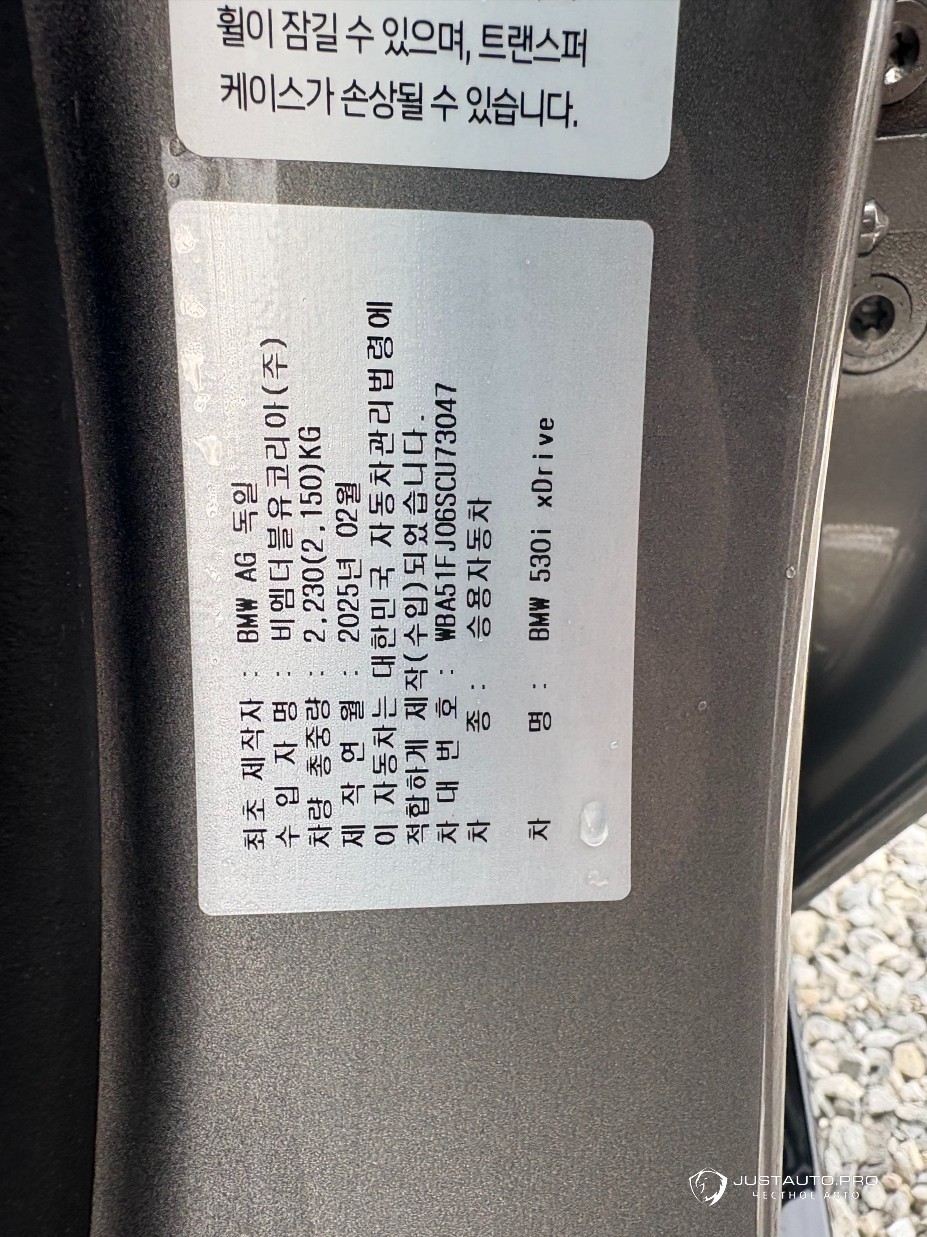 휠이 잠길 수 있으며, 트랜스퍼
케이스가 손상될 수 있습니다.
최초 제작자 : BMW AG 독일
수 입 자 명 : 비엠더블유코리아(주)
차량 총중량 : 2,230(2,150)KG
제 작 연 월 : 2025년 02월
이 자동차는 대한민국 자동차관리법령에
적합하게 제작(수입)되었습니다.
차 대 번 호 : WBA51FJ06SCU73047
차 종 : 승용자동차
차 명 : BMW 530i xDrive
JUSTAUTO.PRO
ЧЕСТНОЕ АВТО